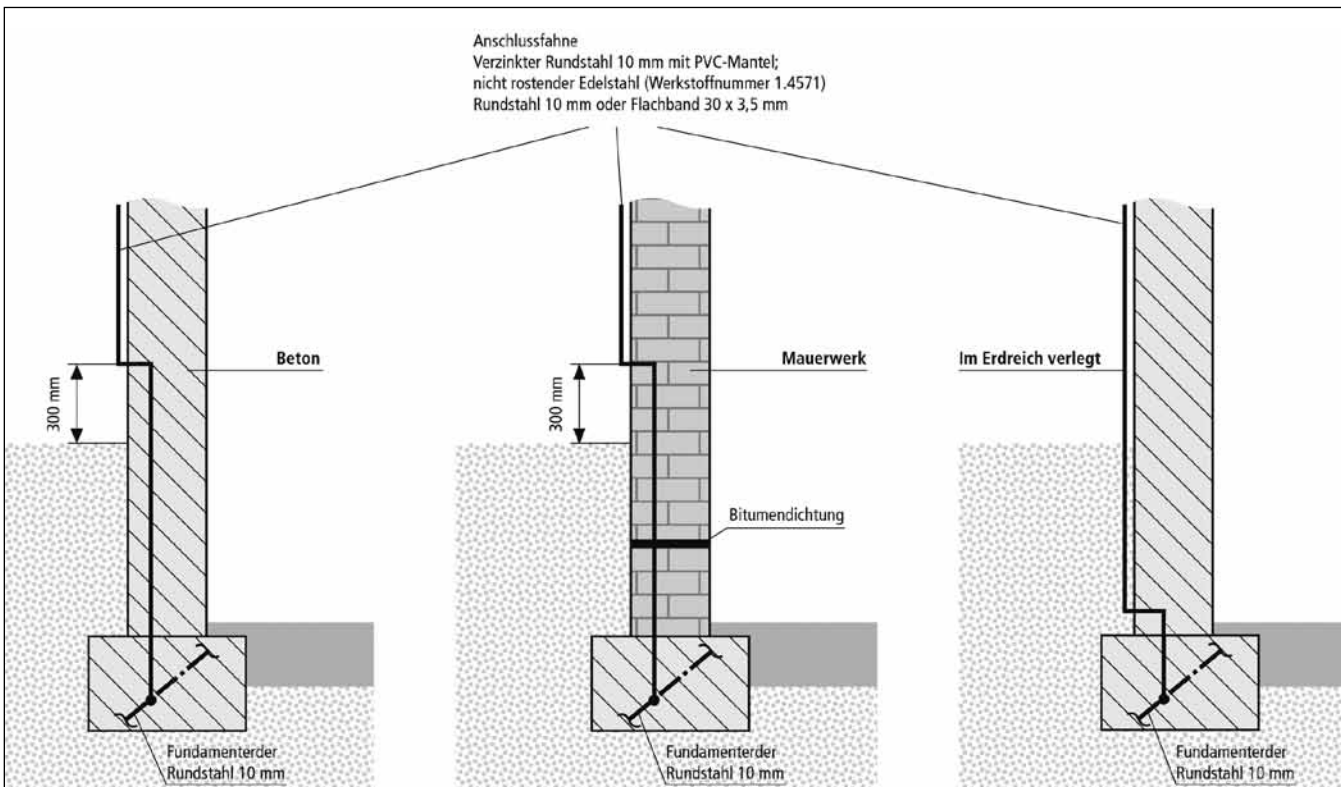 Anschlussfahne
Verzinkter Rundstahl 10 mm mit PVC-Mantel;
nicht rostender Edelstahl (Werkstoffnummer 1.4571)
Rundstahl 10 mm oder Flachband 30 x 3,5 mm
300 mm
Beton
300 mm
Mauerwerk
Im Erdreich verlegt
Bitumendichtung
Fundamenterder
Rundstahl 10 mm
Fundamenterder
Rundstahl 10 mm
Fundamenterder
Rundstahl 10 mm